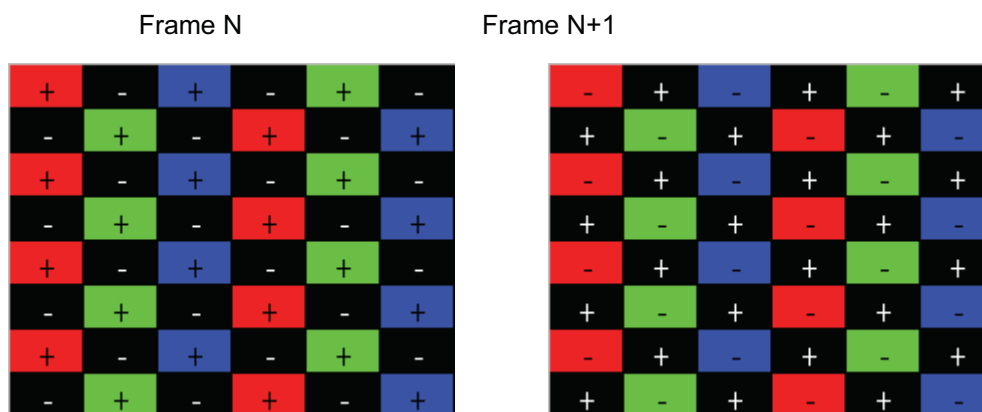 Frame N Frame N+1
+ - + - + - - + - + - +
- + - + - + + - + - + -
+ - + - + - - + - + - +
- + - + - + + - + - + -
+ - + - + - - + - + - +
- + - + - + + - + - + -
+ - + - + - - + - + - +
- + - + - + + - + - + -